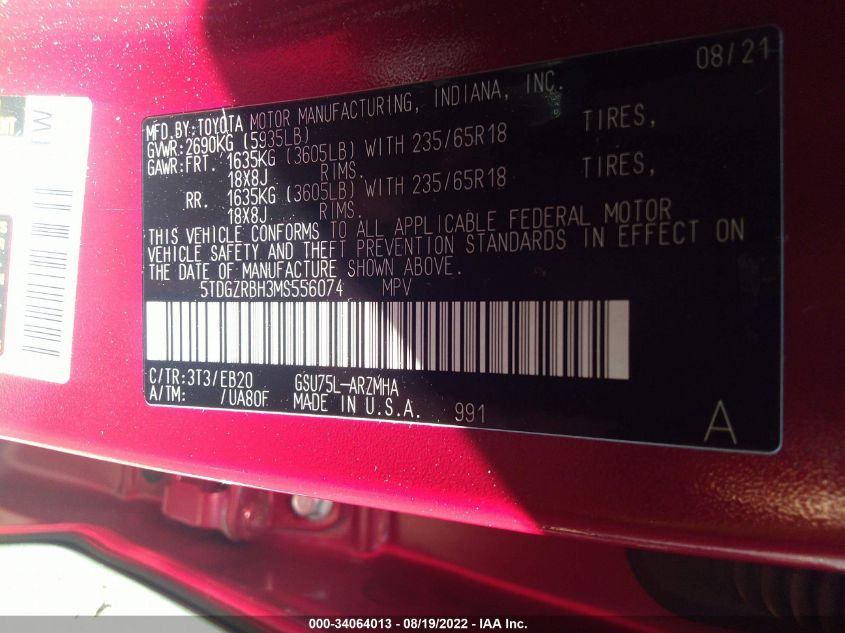 08/21
MFD.BY:TOYOTA MOTOR MANUFACTURING, INDIANA, INC.
GVWR:2690KG (5935LB)
GAWR:FRT. 1635KG (3605LB) WITH 235/65R18 TIRES,
18X8J RIMS.
RR. 1635KG (3605LB) WITH 235/65R18 TIRES,
18X8J RIMS.
THIS VEHICLE CONFORMS TO ALL APPLICABLE FEDERAL MOTOR
VEHICLE SAFETY AND THEFT PREVENTION STANDARDS IN EFFECT ON
THE DATE OF MANUFACTURE SHOWN ABOVE.
5TDGZRBH3MS556074 MPV
C/TR:3T3/EB20 GSU75L-ARZMHA
A/TM: /UA80F MADE IN U.S.A. 991
A
000-34064013 - 08/19/2022 - IAA Inc.